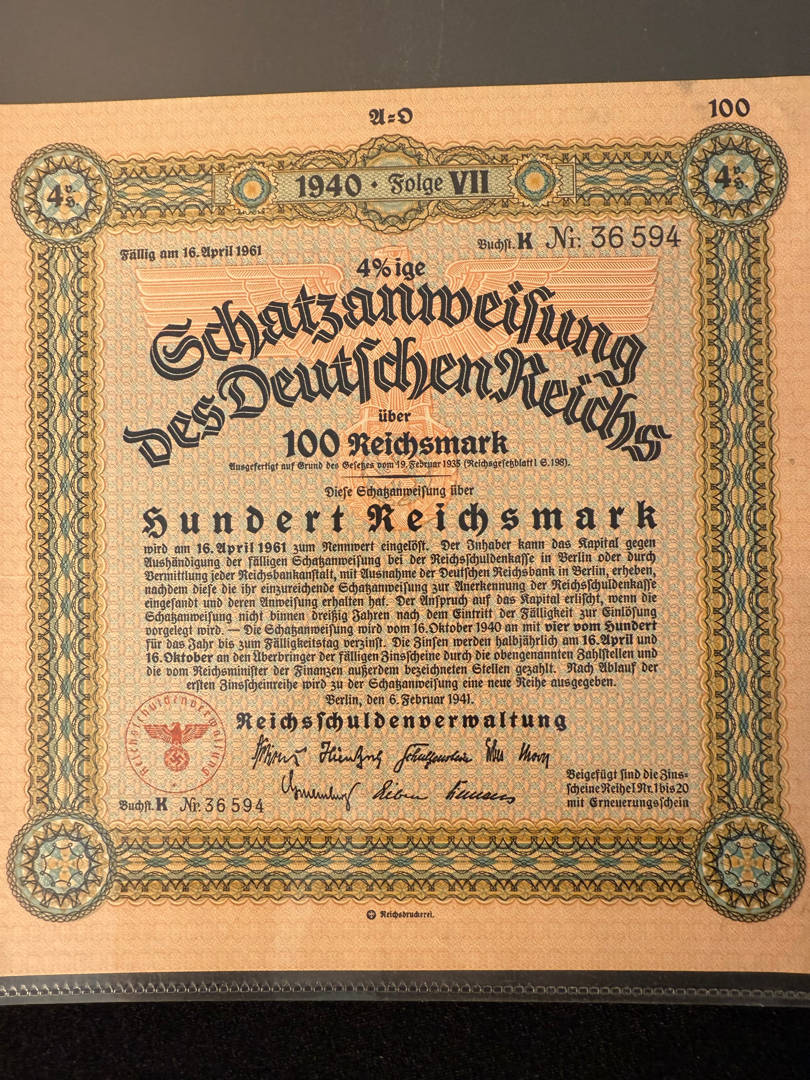 A=O
100
4 v. H.
1940 · Folge VII
4 v. H.
Fällig am 16. April 1961
Buchst. K Nr. 36 594
4%ige
Schatzanweisung
des Deutschen Reichs
über
100 Reichsmark
Ausgefertigt auf Grund des Gesetzes vom 19. Februar 1935 (Reichsgesetzblatt I S. 198).
Diese Schatzanweisung über
Hundert Reichsmark
wird am 16. April 1961 zum Nennwert eingelöst. Der Inhaber kann das Kapital gegen
Aushändigung der fälligen Schatzanweisung bei der Reichsschuldenkasse in Berlin oder durch
Vermittlung jeder Reichsbankanstalt, mit Ausnahme der Deutschen Reichsbank in Berlin, erheben,
nachdem diese die ihr einzureichende Schatzanweisung zur Anerkennung der Reichsschuldenkasse
eingesandt und deren Anweisung erhalten hat. Der Anspruch auf das Kapital erlischt, wenn die
Schatzanweisung nicht binnen dreißig Jahren nach dem Eintritt der Fälligkeit zur Einlösung
vorgelegt wird. — Die Schatzanweisung wird vom 16. Oktober 1940 an mit vier vom Hundert
für das Jahr bis zum Fälligkeitstag verzinst. Die Zinsen werden halbjährlich am 16. April und
16. Oktober an den Überbringer der fälligen Zinsscheine durch die obengenannten Zahlstellen und
die vom Reichsminister der Finanzen außerdem bezeichneten Stellen gezahlt. Nach Ablauf der
ersten Zinsscheinreihe wird zu der Schatzanweisung eine neue Reihe ausgegeben.
Berlin, den 6. Februar 1941.
Reichsschuldenverwaltung
Reichsschuldenverwaltung
Beigefügt sind die Zins=
scheine Reihe I Nr. 1 bis 20
mit Erneuerungsschein
Buchst. K Nr. 36 594
Reichsdruckerei.